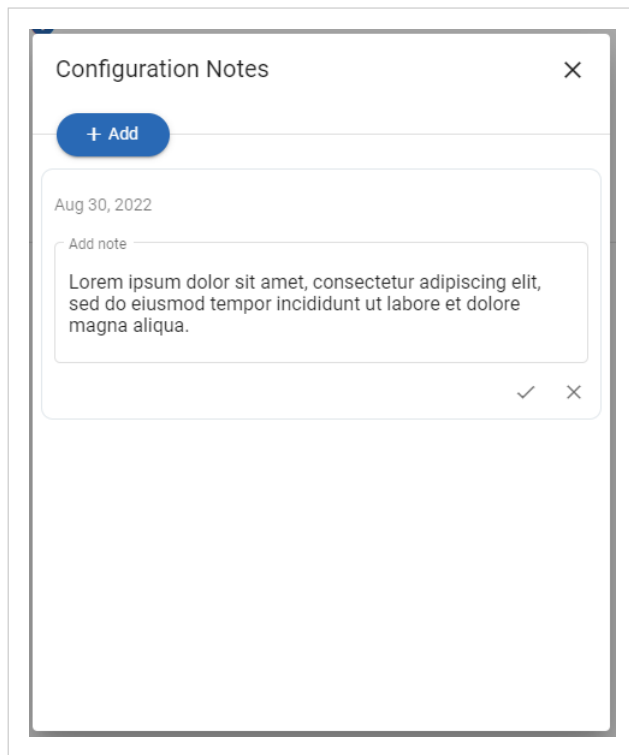 Configuration Notes
+ Add
Aug 30, 2022
Add note
Lorem ipsum dolor sit amet, consectetur adipiscing elit,
sed do eiusmod tempor incididunt ut labore et dolore
magna aliqua.